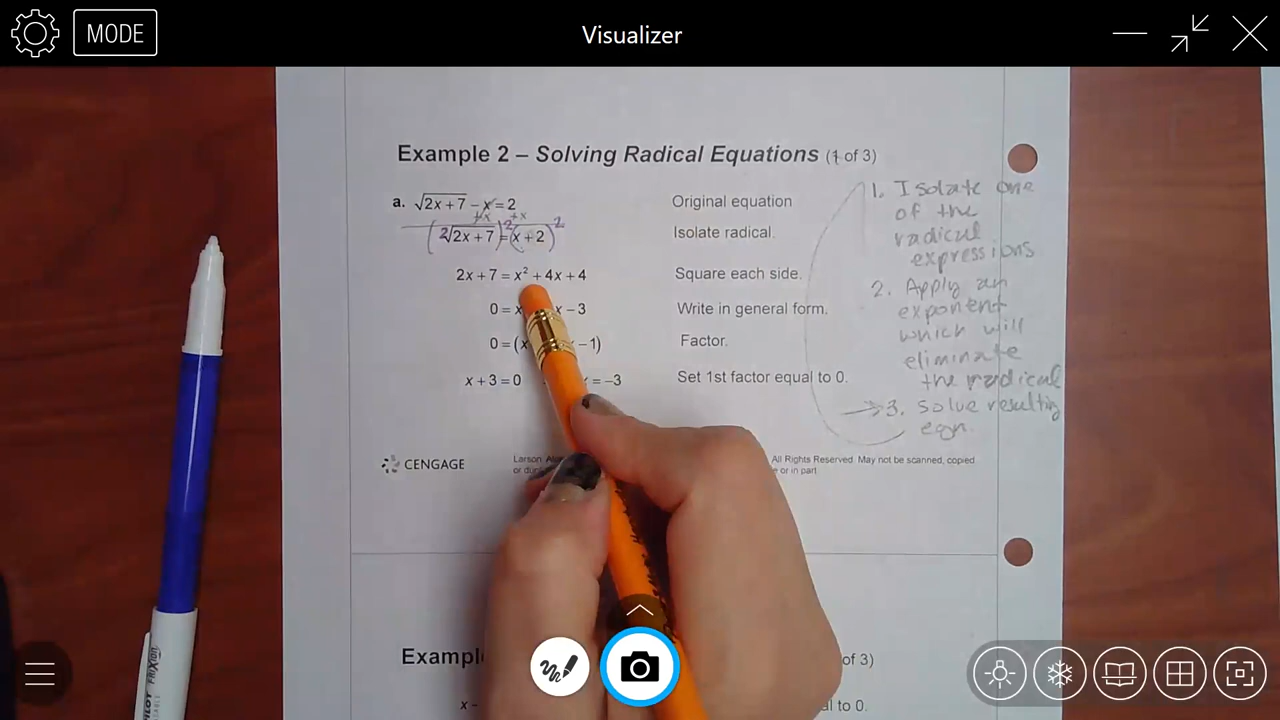 MODE
Visualizer
Example 2 – Solving Radical Equations (1 of 3)
a. √2x + 7 – x = 2
Original equation
+x +x
(²√2x + 7)² = (x + 2)²
Isolate radical.
2x + 7 = x² + 4x + 4
Square each side.
0 = x – 3
Write in general form.
0 = (x – 1)
Factor.
x + 3 = 0 = –3
Set 1st factor equal to 0.
1. Isolate one
of the
radical
expressions
2. Apply an
exponent
which will
eliminate
the radical
→ 3. Solve resulting
eqn.
CENGAGE
Larson,
All Rights Reserved. May not be scanned, copied
or in part.
of 3)
x –
to 0.
PILOT FRIXION